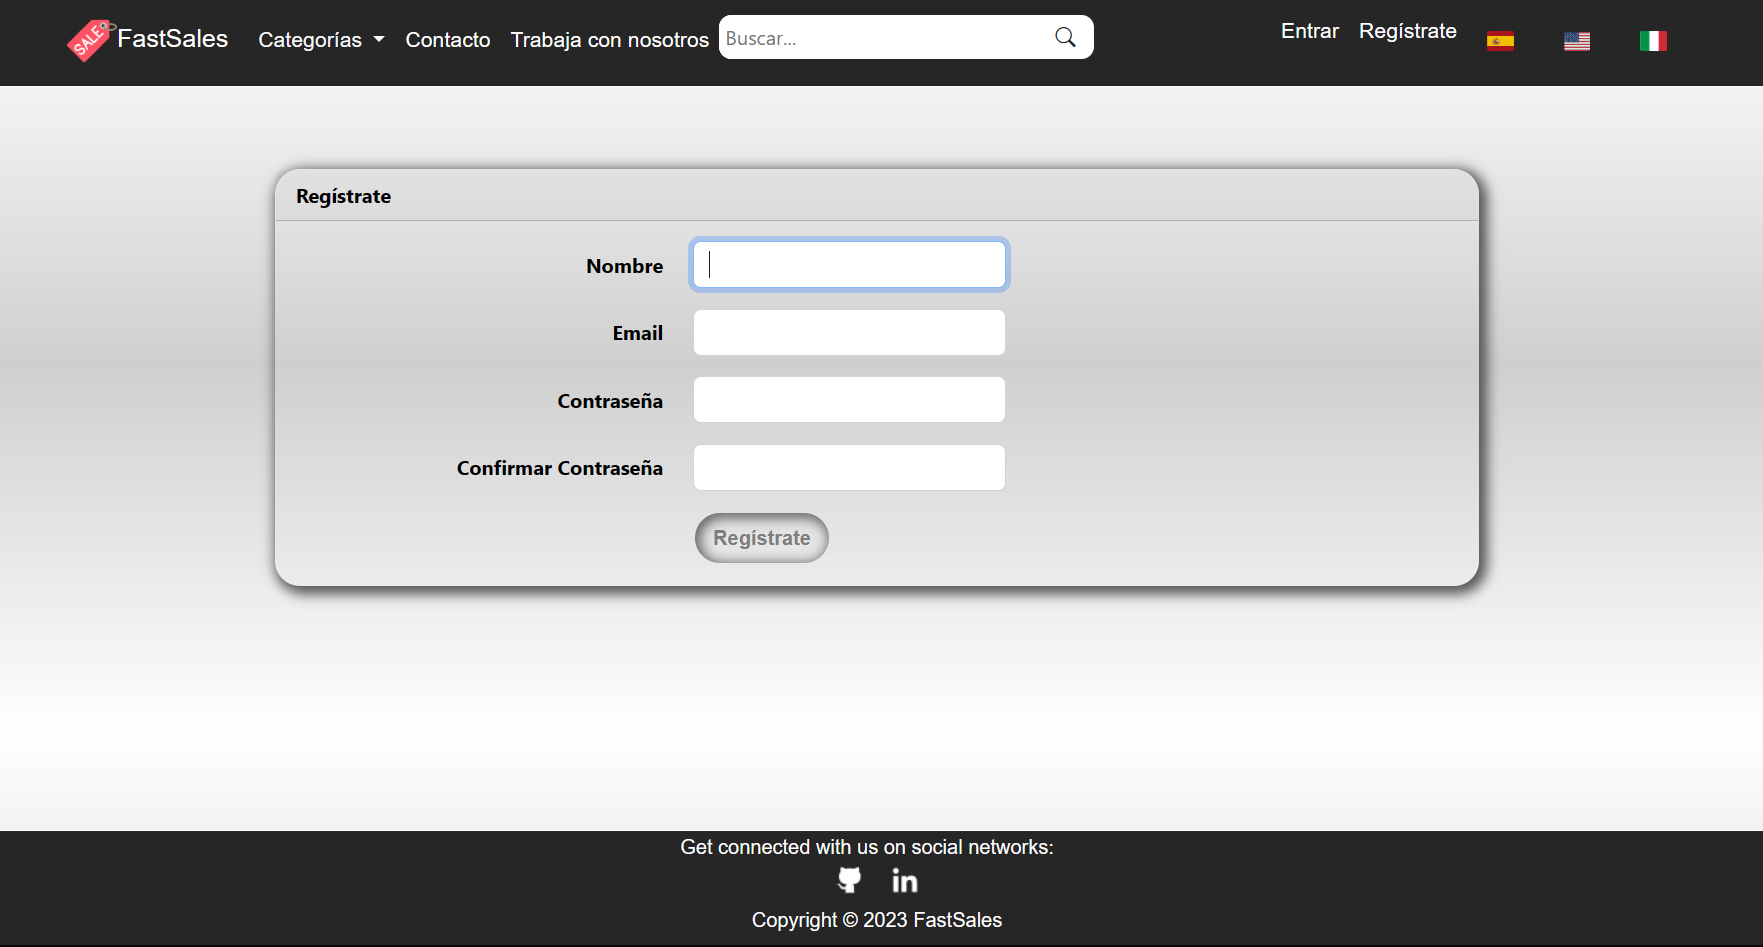 SALE FastSales Categorías Contacto Trabaja con nosotros Buscar... Entrar Regístrate
Regístrate
Nombre
Email
Contraseña
Confirmar Contraseña
Regístrate
Get connected with us on social networks:
in
Copyright © 2023 FastSales